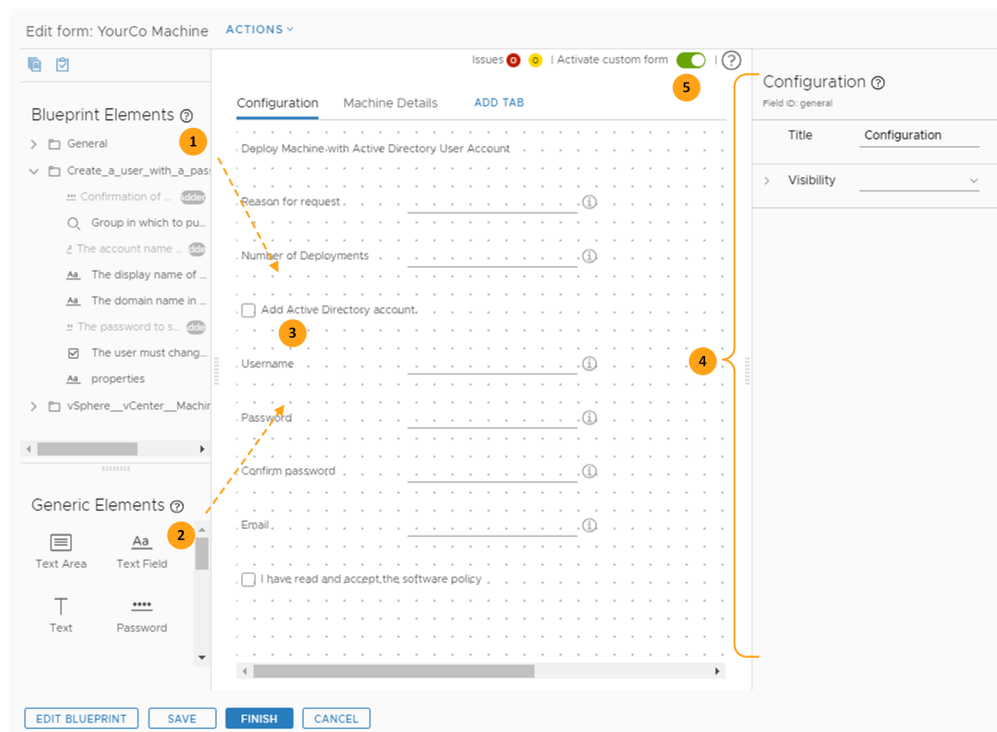 Edit form: YourCo Machine
ACTIONS
Issues 0 0 | Activate custom form | ?
5
Blueprint Elements ?
1
General
Create_a_user_with_a_pas
Confirmation of ...
Group in which to pu...
The account name ...
The display name of ...
Aa
The domain name in ...
Aa
The password to s...
The user must chang...
properties
Aa
vSphere__vCenter__Machin
Generic Elements ?
2
Text Area
Aa
Text Field
T
Text
Password
Configuration
Machine Details
ADD TAB
Deploy Machine with Active Directory User Account
Reason for request
Number of Deployments
Add Active Directory account.
3
Username
Password
Confirm password
Email
I have read and accept the software policy
4
Configuration ?
Field ID: general
Title
Configuration
Visibility
EDIT BLUEPRINT
SAVE
FINISH
CANCEL